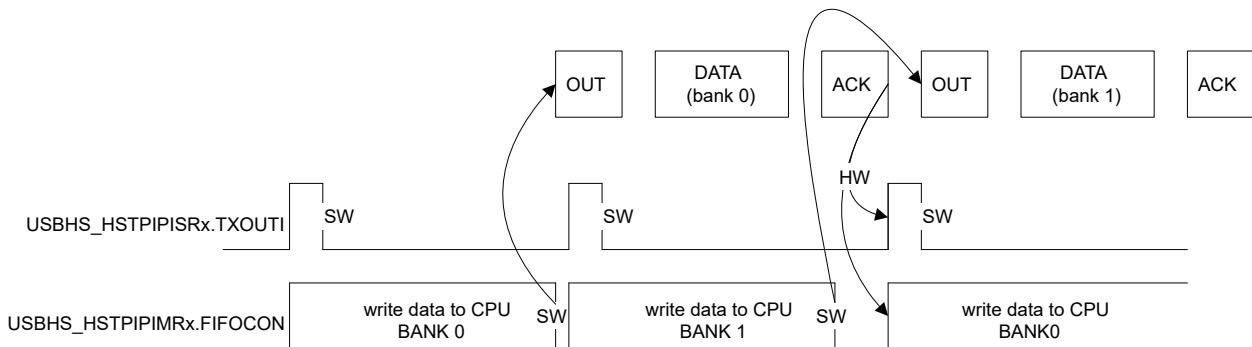 OUT
DATA
(bank 0)
ACK
OUT
DATA
(bank 1)
ACK
HW
USBHS_HSTPIPISRx.TXOUTI
SW
SW
SW
USBHS_HSTPIPIMRx.FIFOCON
write data to CPU
BANK 0
SW
write data to CPU
BANK 1
SW
write data to CPU
BANK0